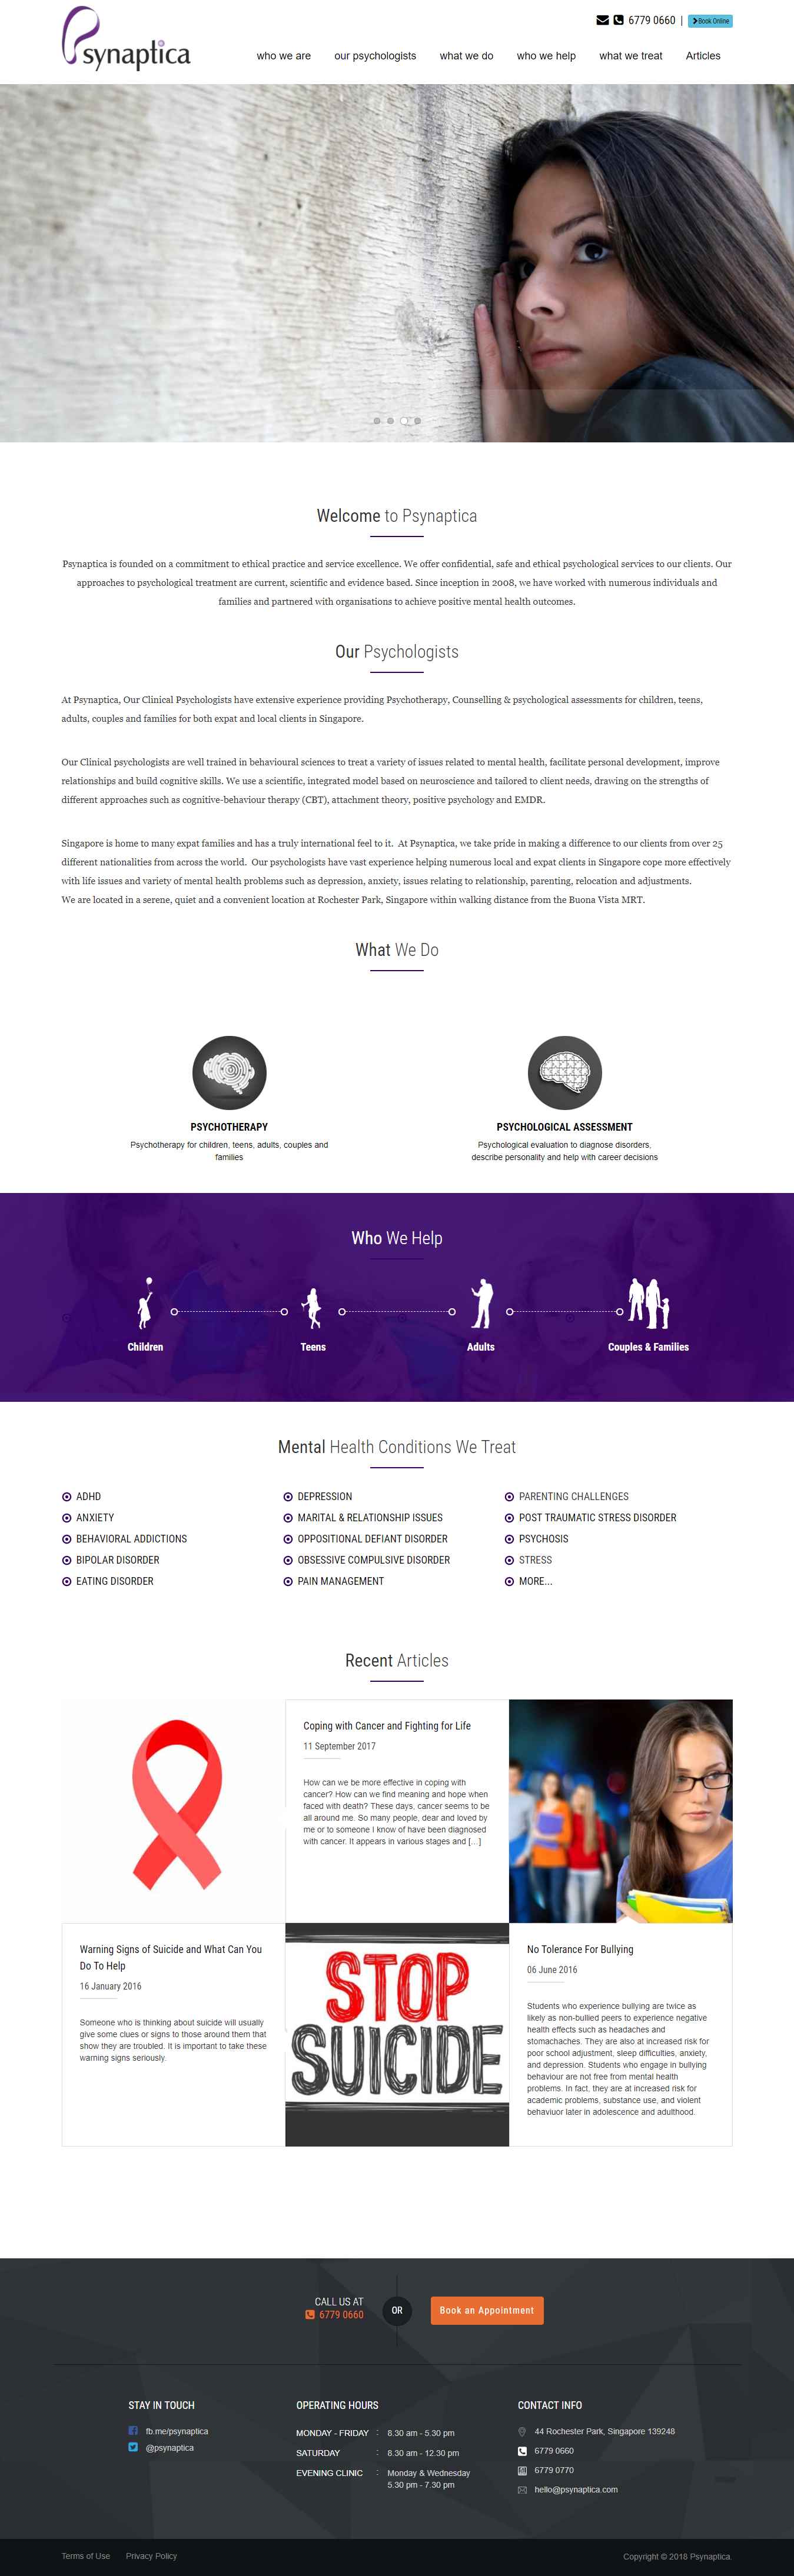 Psynaptica
6779 0660 | Book Online
who we are our psychologists what we do who we help what we treat Articles
Welcome to Psynaptica
Psynaptica is founded on a commitment to ethical practice and service excellence. We offer confidential, safe and ethical psychological services to our clients. Our
approaches to psychological treatment are current, scientific and evidence based. Since inception in 2008, we have worked with numerous individuals and
families and partnered with organisations to achieve positive mental health outcomes.
Our Psychologists
At Psynaptica, Our Clinical Psychologists have extensive experience providing Psychotherapy, Counselling & psychological assessments for children, teens,
adults, couples and families for both expat and local clients in Singapore.
Our Clinical psychologists are well trained in behavioural sciences to treat a variety of issues related to mental health, facilitate personal development, improve
relationships and build cognitive skills. We use a scientific, integrated model based on neuroscience and tailored to client needs, drawing on the strengths of
different approaches such as cognitive-behaviour therapy (CBT), attachment theory, positive psychology and EMDR.
Singapore is home to many expat families and has a truly international feel to it. At Psynaptica, we take pride in making a difference to our clients from over 25
different nationalities from across the world. Our psychologists have vast experience helping numerous local and expat clients in Singapore cope more effectively
with life issues and variety of mental health problems such as depression, anxiety, issues relating to relationship, parenting, relocation and adjustments.
We are located in a serene, quiet and a convenient location at Rochester Park, Singapore within walking distance from the Buona Vista MRT.
What We Do
PSYCHOTHERAPY
Psychotherapy for children, teens, adults, couples and
families
PSYCHOLOGICAL ASSESSMENT
Psychological evaluation to diagnose disorders,
describe personality and help with career decisions
Who We Help
Children Teens Adults Couples & Families
Mental Health Conditions We Treat
ADHD
ANXIETY
BEHAVIORAL ADDICTIONS
BIPOLAR DISORDER
EATING DISORDER
DEPRESSION
MARITAL & RELATIONSHIP ISSUES
OPPOSITIONAL DEFIANT DISORDER
OBSESSIVE COMPULSIVE DISORDER
PAIN MANAGEMENT
PARENTING CHALLENGES
POST TRAUMATIC STRESS DISORDER
PSYCHOSIS
STRESS
MORE...
Recent Articles
Coping with Cancer and Fighting for Life
11 September 2017
How can we be more effective in coping with
cancer? How can we find meaning and hope when
faced with death? These days, cancer seems to be
all around me. So many people, dear and loved by
me or to someone I know of have been diagnosed
with cancer. It appears in various stages and [...]
Warning Signs of Suicide and What Can You
Do To Help
16 January 2016
Someone who is thinking about suicide will usually
give some clues or signs to those around them that
show they are troubled. It is important to take these
warning signs seriously.
STOP
SUICIDE
No Tolerance For Bullying
06 June 2016
Students who experience bullying are twice as
likely as non-bullied peers to experience negative
health effects such as headaches and
stomachaches. They are also at increased risk for
poor school adjustment, sleep difficulties, anxiety,
and depression. Students who engage in bullying
behaviour are not free from mental health
problems. In fact, they are at increased risk for
academic problems, substance use, and violent
behaviuor later in adolescence and adulthood.
CALL US AT
6779 0660
OR
Book an Appointment
STAY IN TOUCH
fb.me/psynaptica
@psynaptica
OPERATING HOURS
MONDAY - FRIDAY : 8.30 am - 5.30 pm
SATURDAY : 8.30 am - 12.30 pm
EVENING CLINIC : Monday & Wednesday
5.30 pm - 7.30 pm
CONTACT INFO
44 Rochester Park, Singapore 139248
6779 0660
6779 0770
hello@psynaptica.com
Terms of Use Privacy Policy
Copyright © 2018 Psynaptica.